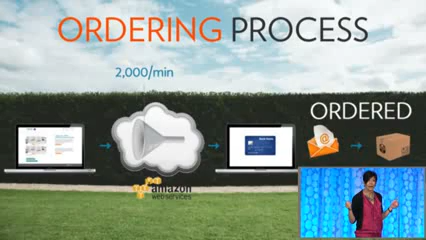 ORDERING PROCESS
2,000/min
ORDERED
amazon
web services